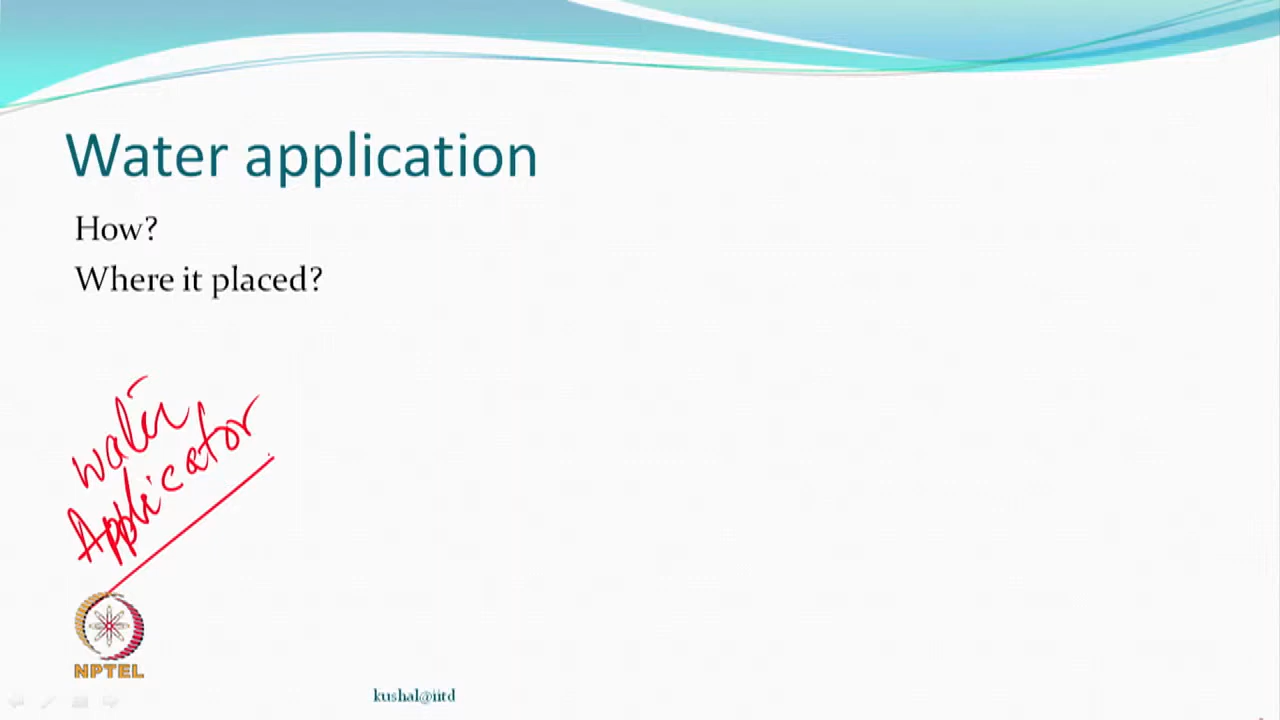 Water application
How?
Where it placed?
Water
Applicator
NPTEL
kushal@iitd